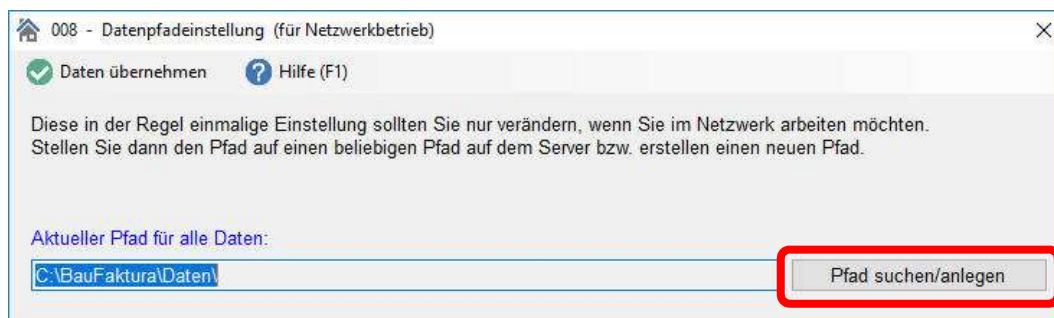 008 - Datenpfadeinstellung (für Netzwerkbetrieb)
Daten übernehmen Hilfe (F1)
Diese in der Regel einmalige Einstellung sollten Sie nur verändern, wenn Sie im Netzwerk arbeiten möchten.
Stellen Sie dann den Pfad auf einen beliebigen Pfad auf dem Server bzw. erstellen einen neuen Pfad.
Aktueller Pfad für alle Daten:
C:\BauFaktura\Daten\ Pfad suchen/anlegen